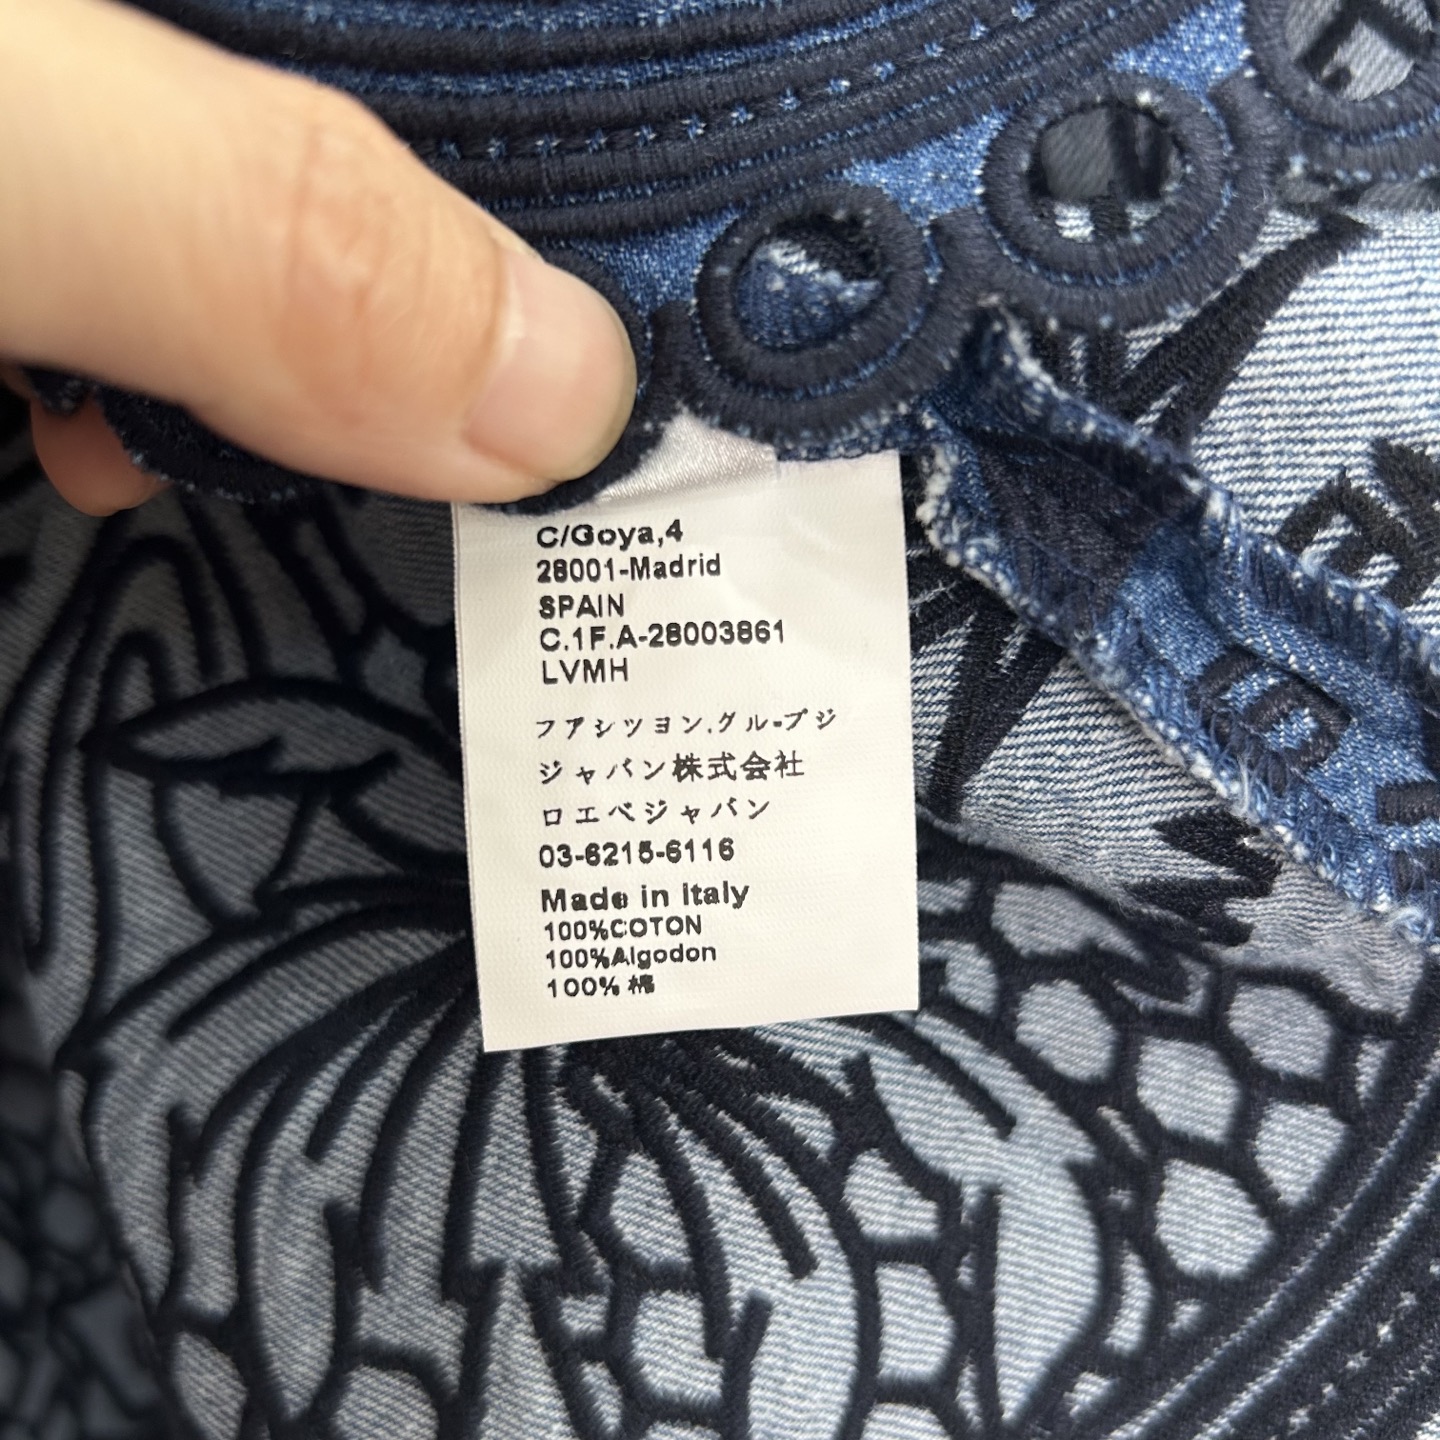 C/Goya,4
28001-Madrid
SPAIN
C.1F.A-28003861
LVMH
フアシツヨン.グループジ
ジャパン株式会社
ロエベジャパン
03-6215-6116
Made in Italy
100%COTON
100%Algodon
100% 棉